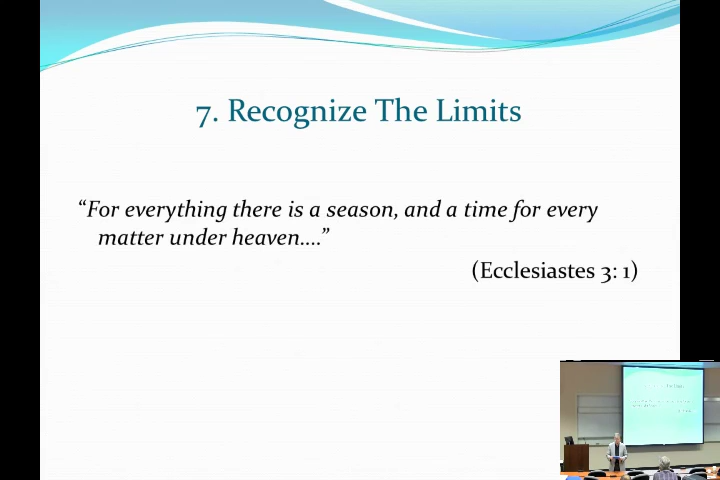 7. Recognize The Limits
“For everything there is a season, and a time for every
matter under heaven....”
(Ecclesiastes 3: 1)